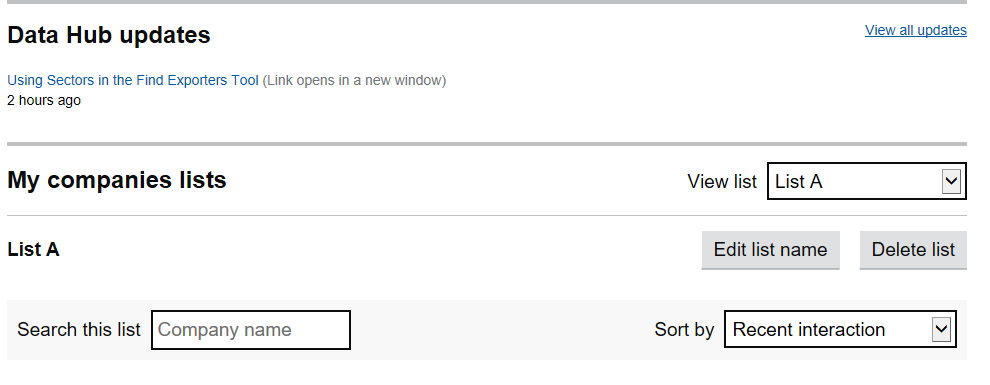 Data Hub updates
View all updates
Using Sectors in the Find Exporters Tool (Link opens in a new window)
2 hours ago
My companies lists
View list List A
List A
Edit list name
Delete list
Search this list Company name
Sort by Recent interaction